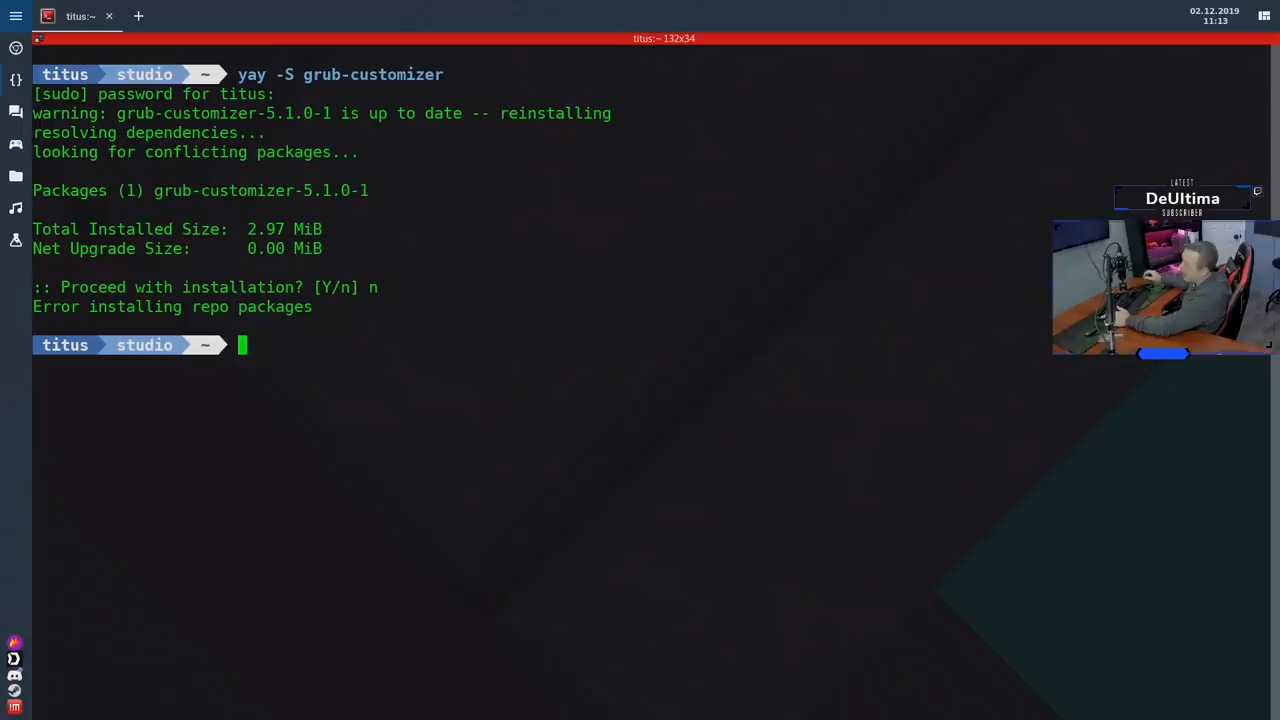 titus:~ × +
02.12.2019
11:13
titus:~ 132x34
titus studio ~ yay -S grub-customizer
[sudo] password for titus:
warning: grub-customizer-5.1.0-1 is up to date -- reinstalling
resolving dependencies...
looking for conflicting packages...
Packages (1) grub-customizer-5.1.0-1
Total Installed Size: 2.97 MiB
Net Upgrade Size: 0.00 MiB
:: Proceed with installation? [Y/n] n
Error installing repo packages
titus studio ~
LATEST
DeUltima
SUBSCRIBER